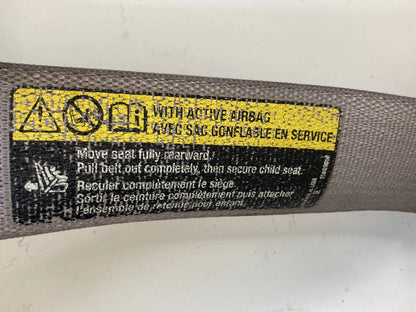 WITH ACTIVE AIRBAG
AVEC SAC GONFLABLE EN SERVICE
Move seat fully rearward.
Pull belt out completely, then secure child seat.
Reculer complètement le siège.
Sortir la ceinture complètement puis attacher
l'ensemble de retenue pour enfant.